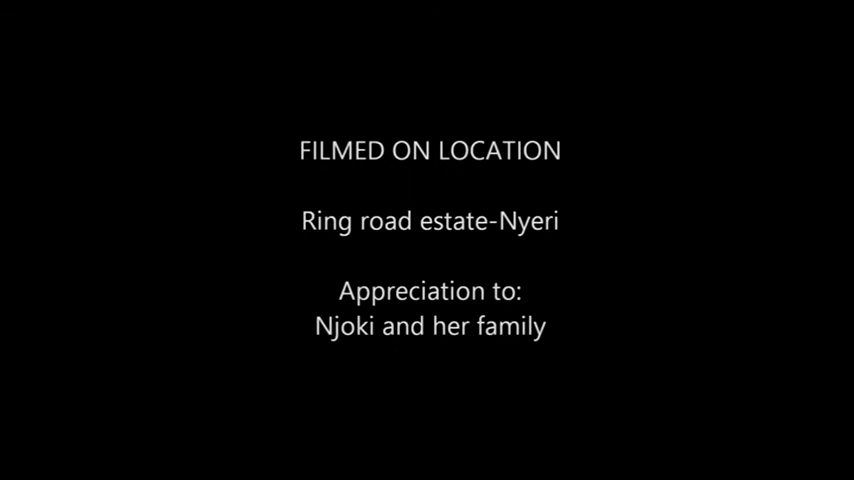 FILMED ON LOCATION
Ring road estate-Nyeri
Appreciation to:
Njoki and her family